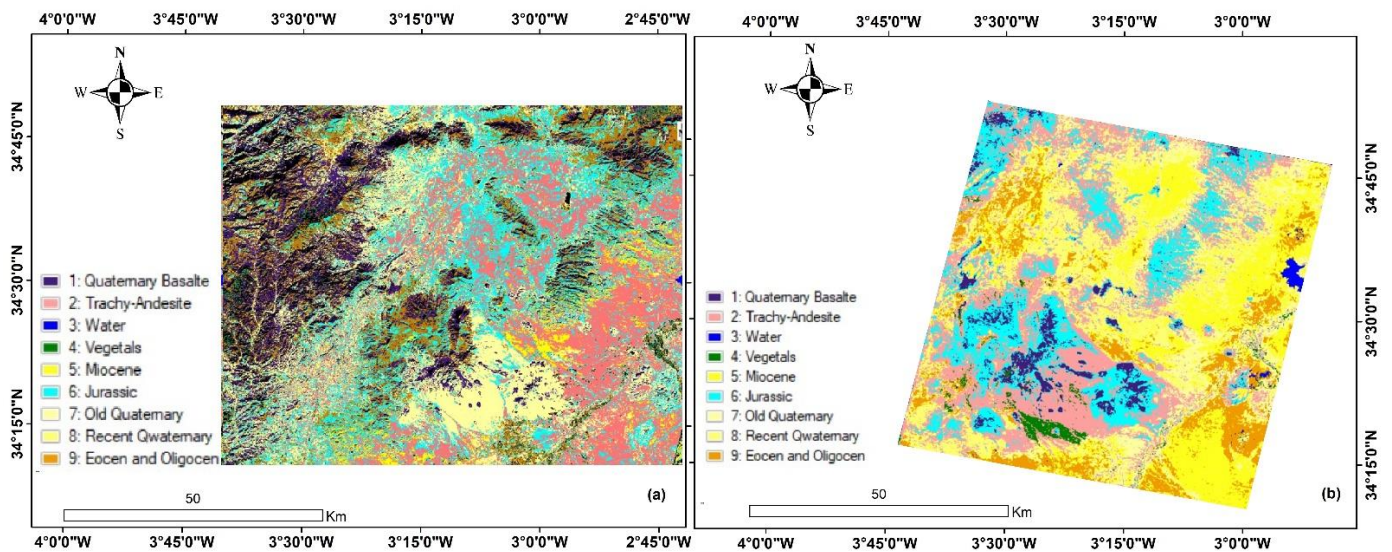 4°0'0"W 3°45'0"W 3°30'0"W 3°15'0"W 3°0'0"W 2°45'0"W
N
W E
S
34°45'0"N
34°30'0"N
34°15'0"N
1: Quaternary Basalte
2: Trachy-Andesite
3: Water
4: Vegetals
5: Miocene
6: Jurassic
7: Old Quaternary
8: Recent Qwaternary
9: Eocen and Oligocen
50
Km
(a)
4°0'0"W 3°45'0"W 3°30'0"W 3°15'0"W 3°0'0"W 2°45'0"W
4°0'0"W 3°45'0"W 3°30'0"W 3°15'0"W 3°0'0"W
N
W E
S
1: Quaternary Basalte
2: Trachy-Andesite
3: Water
4: Vegetals
5: Miocene
6: Jurassic
7: Old Quaternary
8: Recent Qwaternary
9: Eocen and Oligocen
50
Km
(b)
34°45'0"N
34°30'0"N
34°15'0"N
4°0'0"W 3°45'0"W 3°30'0"W 3°15'0"W 3°0'0"W